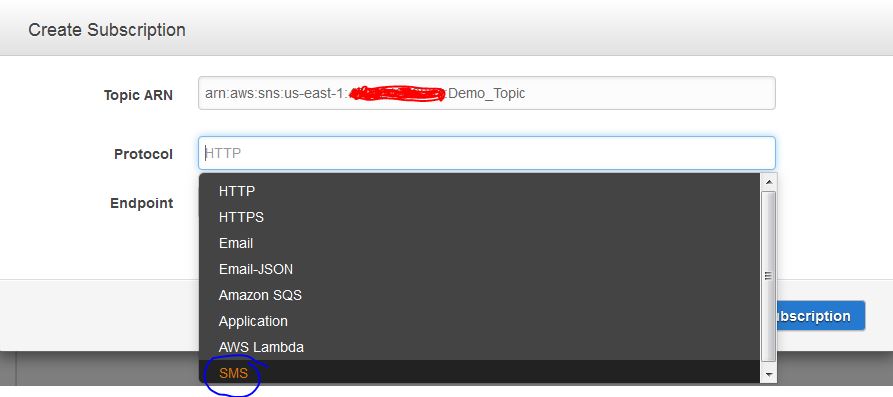 Create Subscription
Topic ARN arn:aws:sns:us-east-1: :Demo_Topic
Protocol HTTP
Endpoint
HTTP
HTTPS
Email
Email-JSON
Amazon SQS
Application
AWS Lambda
SMS
ubscription